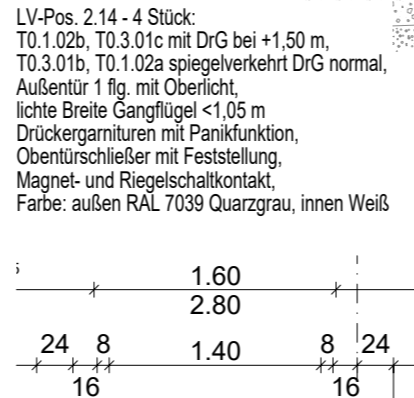 LV-Pos. 2.14 - 4 Stück:
T0.1.02b, T0.3.01c mit DrG bei +1,50 m,
T0.3.01b, T0.1.02a spiegelverkehrt DrG normal,
Außentür 1 flg. mit Oberlicht,
lichte Breite Gangflügel <1,05 m
Drückergarnituren mit Panikfunktion,
Obentürschließer mit Feststellung,
Magnet- und Riegelschaltkontakt,
Farbe: außen RAL 7039 Quarzgrau, innen Weiß
1.60
2.80
24 8 1.40 8 24
16 16